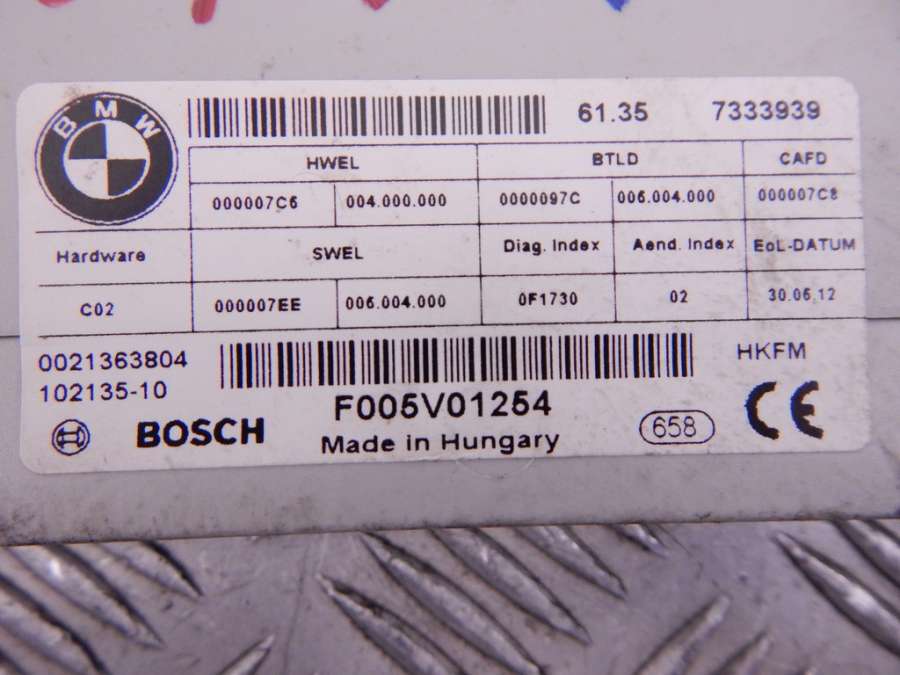 BMW
61.35 7333939
HWEL BTLD CAFD
000007C6 004.000.000 0000097C 006.004.000 000007C8
Hardware SWEL Diag. Index Aend. Index EoL-DATUM
C02 000007EE 006.004.000 0F1730 02 30.06.12
0021363804
102135-10
HKFM
F005V01254
BOSCH
Made in Hungary
658
CE